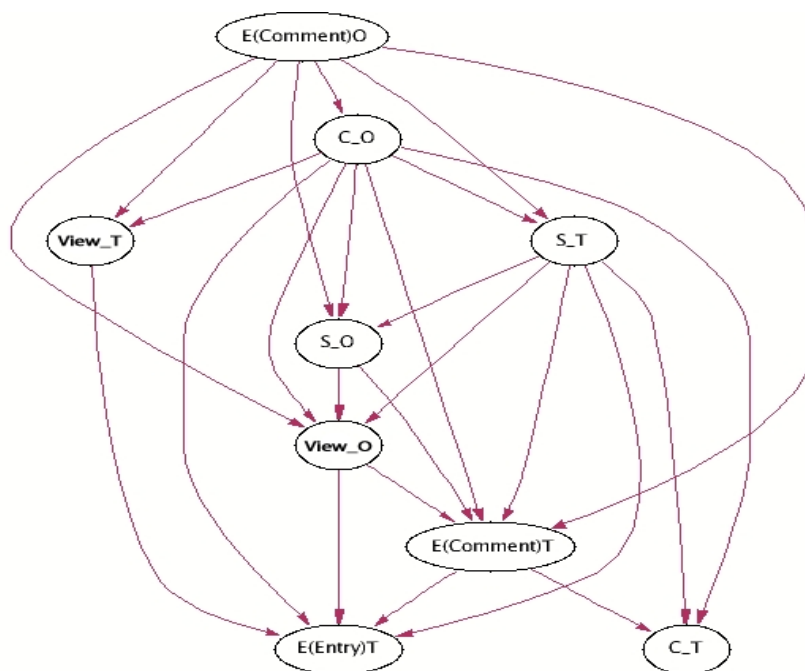 E(Comment)O
C_O
View_T
S_T
S_O
View_O
E(Comment)T
E(Entry)T
C_T